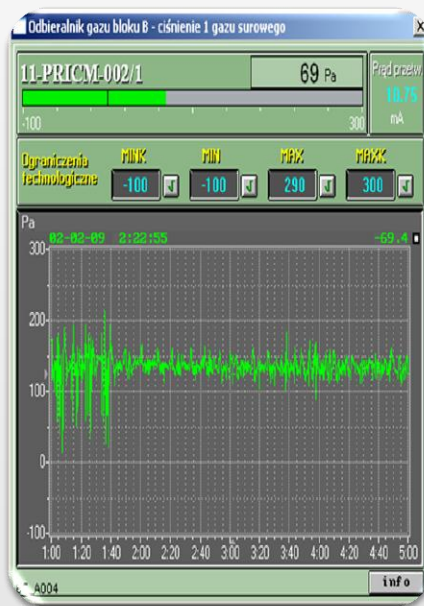 Odbieralnik gazu bloku B - ciśnienie 1 gazu surowego
11-PRICM-002/1
69 Pa
Prąd przetw.
10.75
mA
-100 300
Ograniczenia technologiczne
MINK MIN MAX MAXK
-100 -100 290 300
Pa
02-02-09 2:22:55 -69.4
300
200
100
0
-100
1:00 1:20 1:40 2:00 2:20 2:40 3:00 3:20 3:40 4:00 4:20 4:40 5:00
A004
info